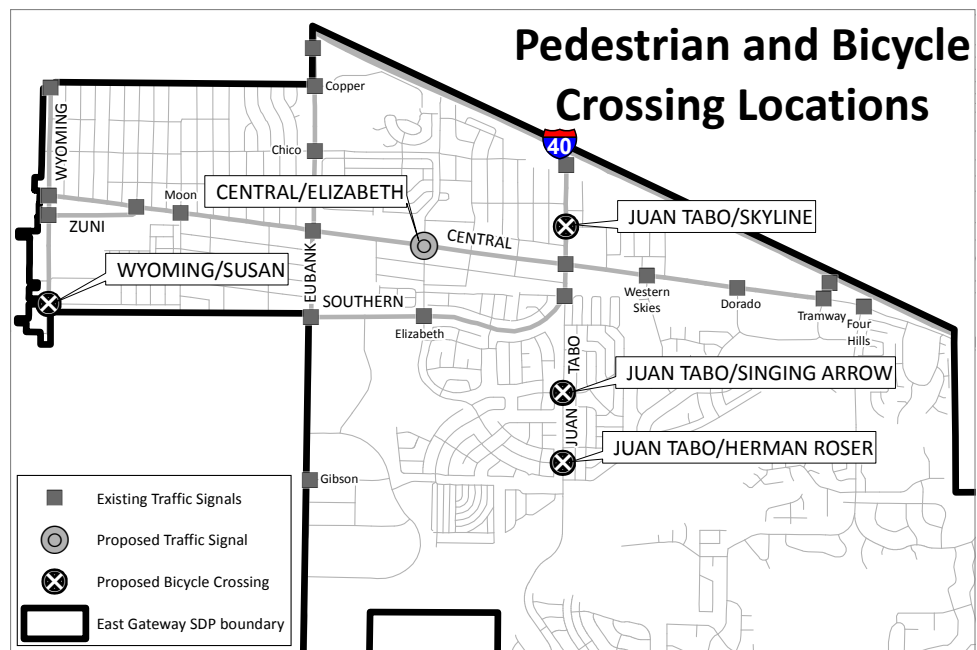 Pedestrian and Bicycle
Crossing Locations
40
Copper
WYOMING
Chico
Moon
CENTRAL/ELIZABETH
JUAN TABO/SKYLINE
ZUNI
CENTRAL
WYOMING/SUSAN
EUBANK
SOUTHERN
Western
Skies
Dorado
Tramway
Four
Hills
Elizabeth
TABO
JUAN TABO/SINGING ARROW
JUAN
JUAN TABO/HERMAN ROSER
Gibson
Existing Traffic Signals
Proposed Traffic Signal
Proposed Bicycle Crossing
East Gateway SDP boundary